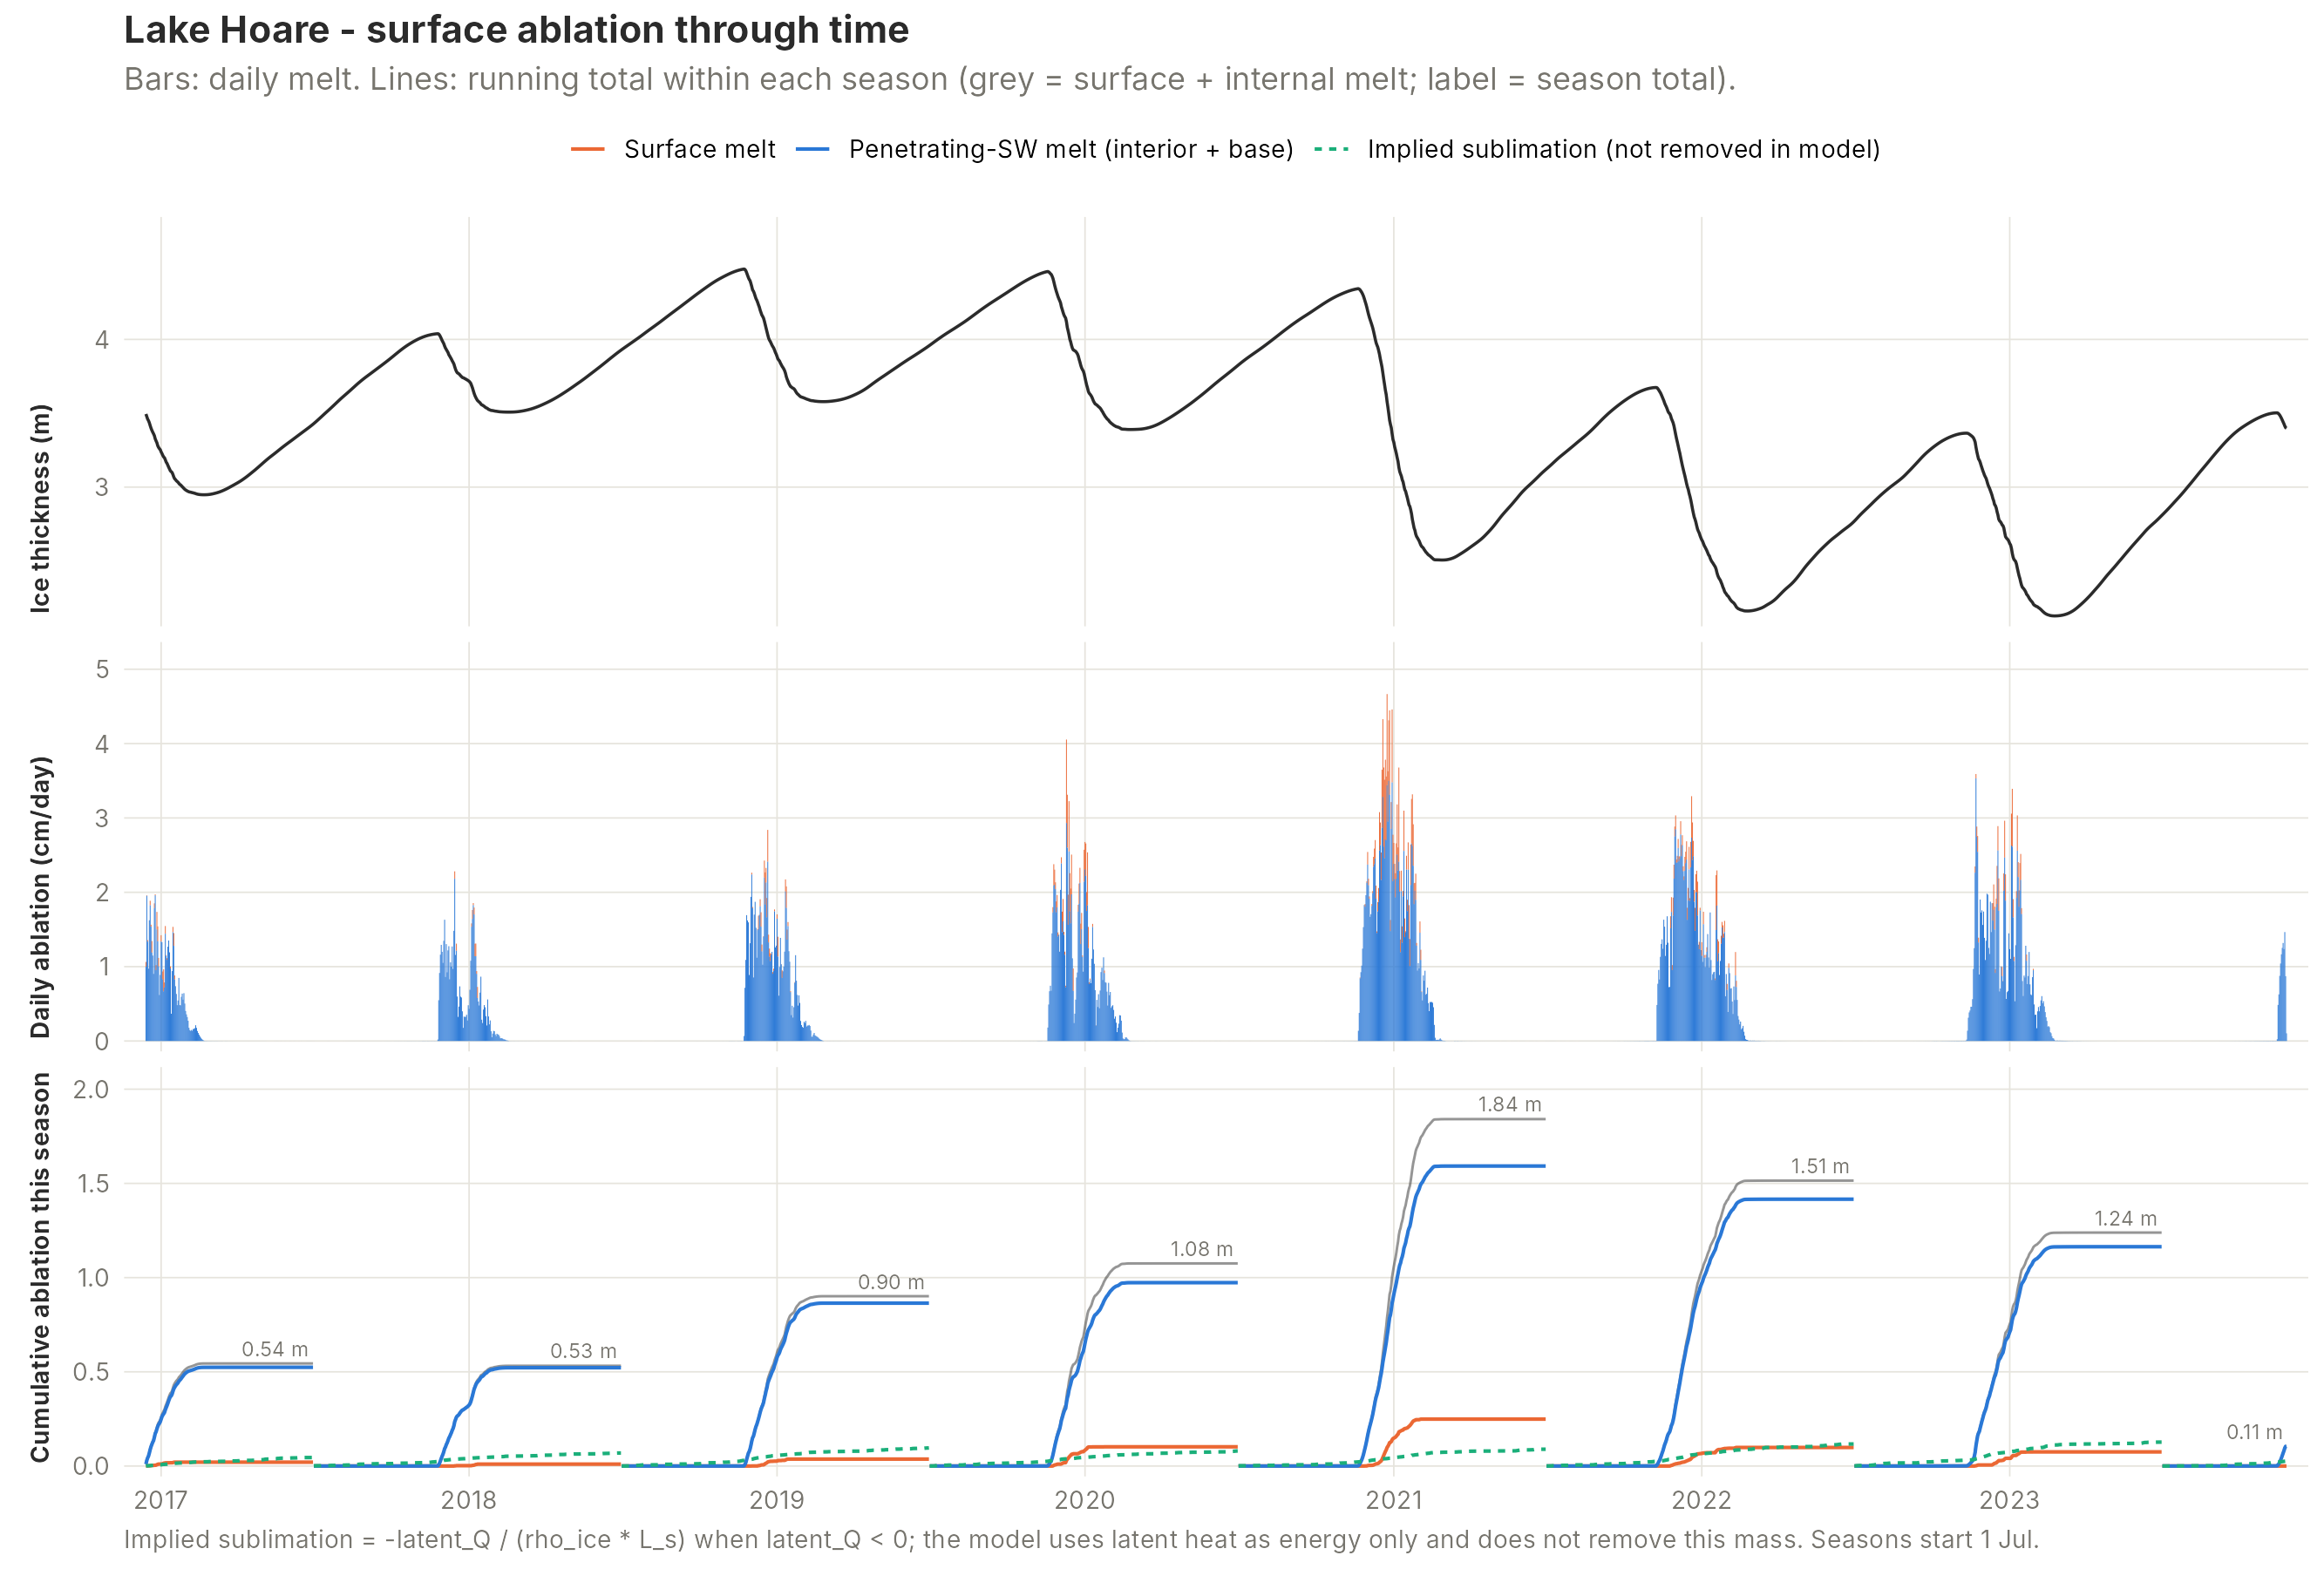 Lake Hoare - surface ablation through time
Bars: daily melt. Lines: running total within each season (grey = surface + internal melt; label = season total).
Surface melt
Penetrating-SW melt (interior + base)
Implied sublimation (not removed in model)
Ice thickness (m)
4
3
Daily ablation (cm/day)
5
4
3
2
1
0
Cumulative ablation this season
2.0
1.5
1.0
0.5
0.0
0.54 m
0.53 m
0.90 m
1.08 m
1.84 m
1.51 m
1.24 m
0.11 m
2017
2018
2019
2020
2021
2022
2023
Implied sublimation = -latent_Q / (rho_ice * L_s) when latent_Q < 0; the model uses latent heat as energy only and does not remove this mass. Seasons start 1 Jul.